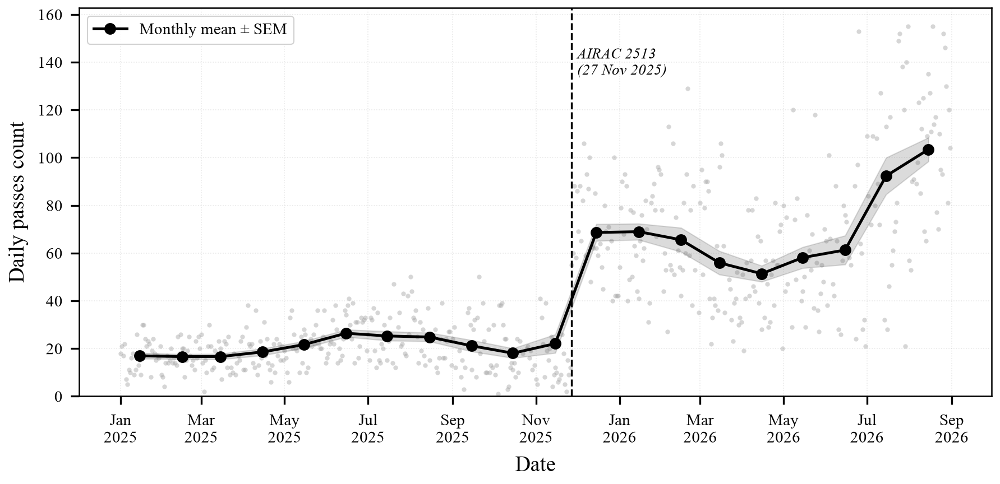 160
140
120
100
80
60
40
20
0
Daily passes count
Monthly mean ± SEM
AIRAC 2513
(27 Nov 2025)
Jan Mar May Jul Sep Nov Jan Mar May Jul Sep
2025 2025 2025 2025 2025 2025 2026 2026 2026 2026 2026
Date